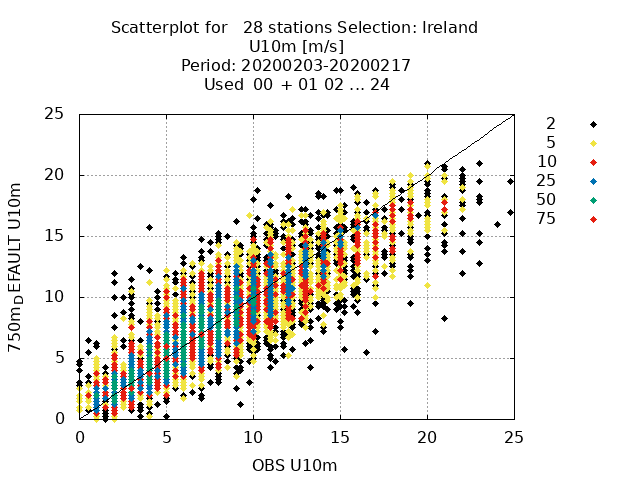 Scatterplot for 28 stations Selection: Ireland
U10m [m/s]
Period: 20200203-20200217
Used 00 + 01 02 ... 24
25
20
15
10
5
0
750mDEFAULT U10m
0 5 10 15 20 25
OBS U10m
2
5
10
25
50
75